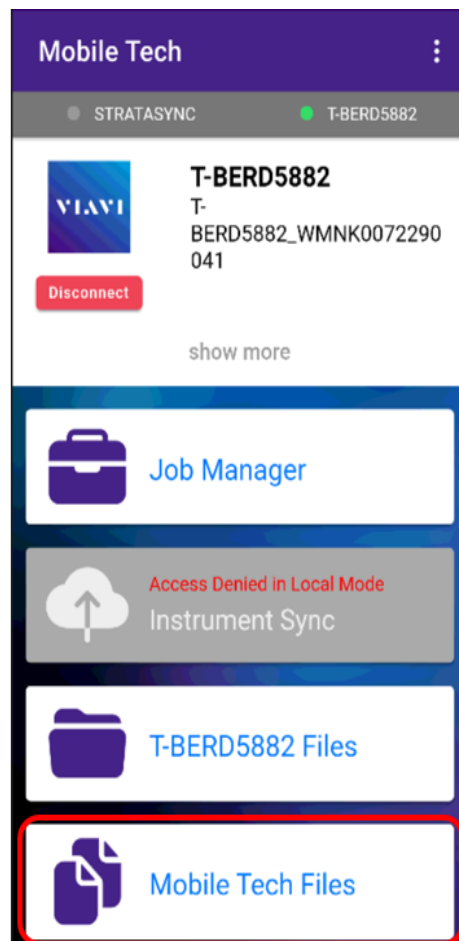 Mobile Tech
STRATASYNC
T-BERD5882
VIAVI
T-BERD5882
T-
BERD5882_WMNK0072290
041
Disconnect
show more
Job Manager
Access Denied in Local Mode
Instrument Sync
T-BERD5882 Files
Mobile Tech Files